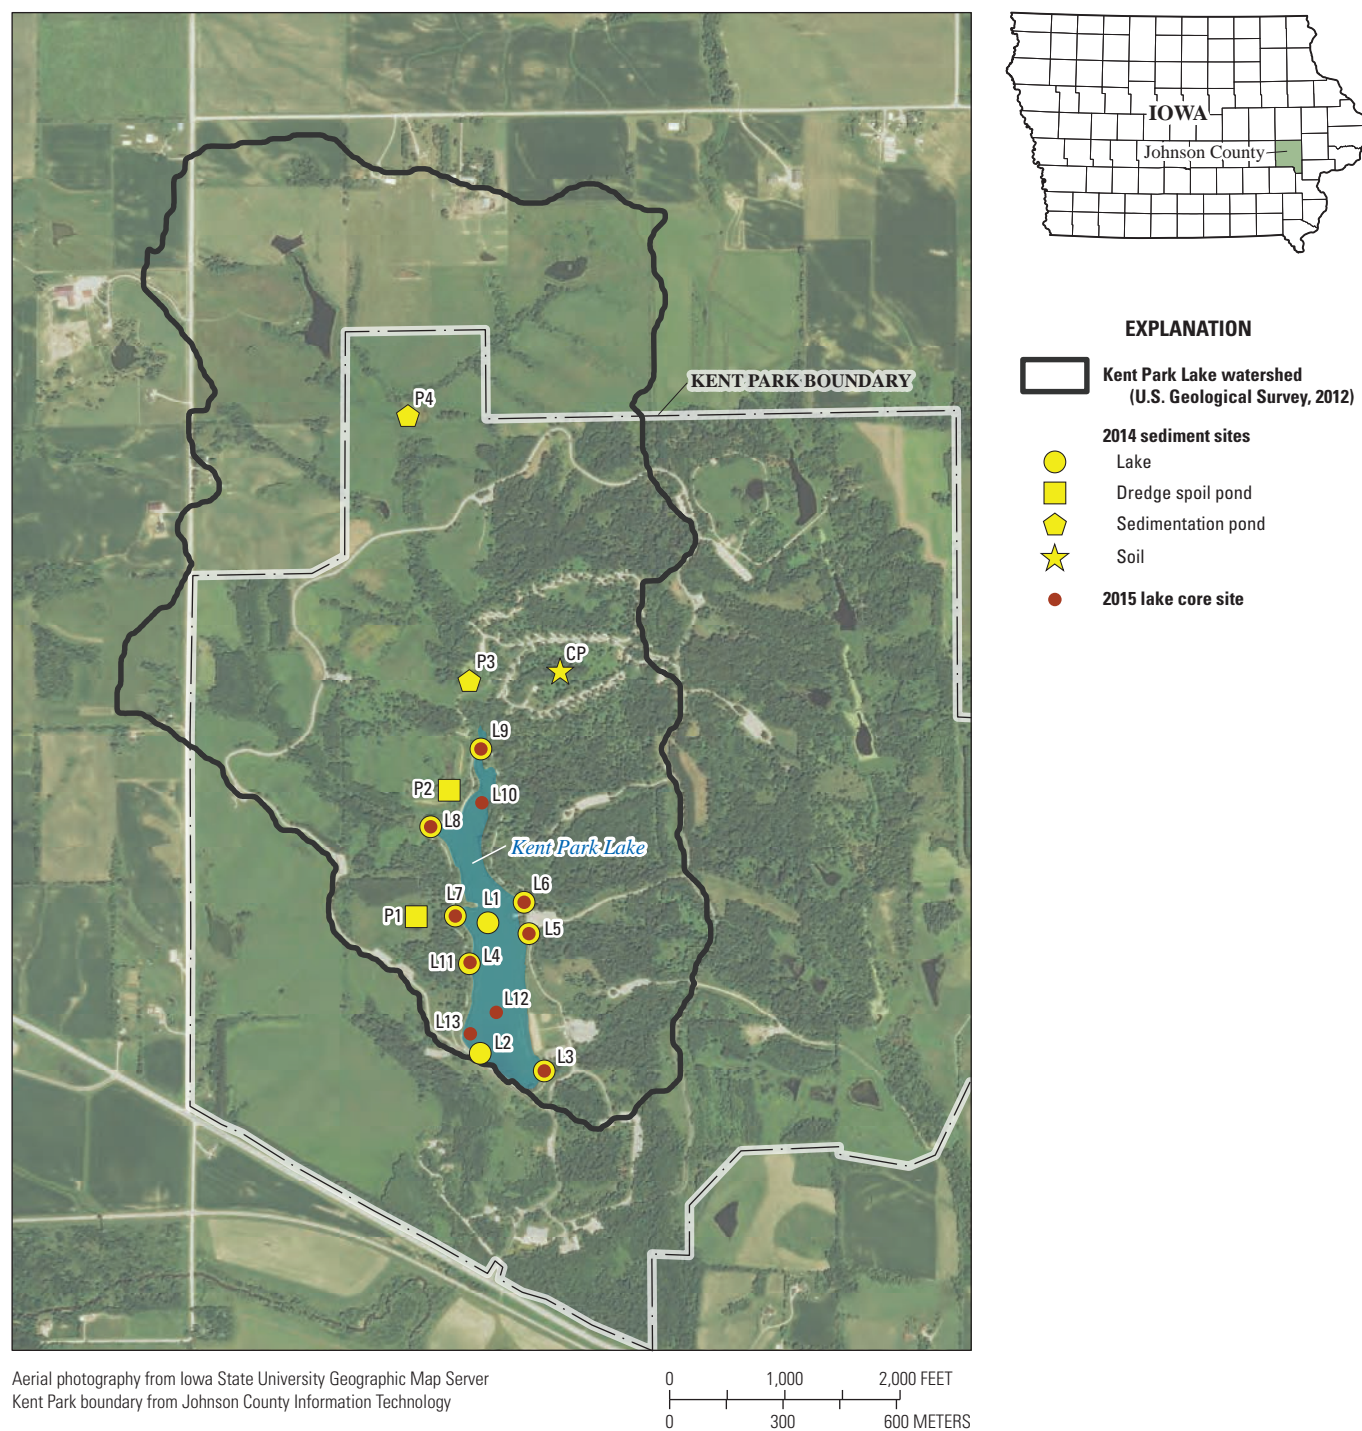 IOWA
Johnson County
EXPLANATION
Kent Park Lake watershed
(U.S. Geological Survey, 2012)
2014 sediment sites
Lake
Dredge spoil pond
Sedimentation pond
Soil
2015 lake core site
KENT PARK BOUNDARY
P4
CP
P3
L9
P2
L10
L8
Kent Park Lake
L6
L7
L1
P1
L5
L4
L11
L12
L13
L2
L3
Aerial photography from Iowa State University Geographic Map Server
Kent Park boundary from Johnson County Information Technology
0 1,000 2,000 FEET
0 300 600 METERS